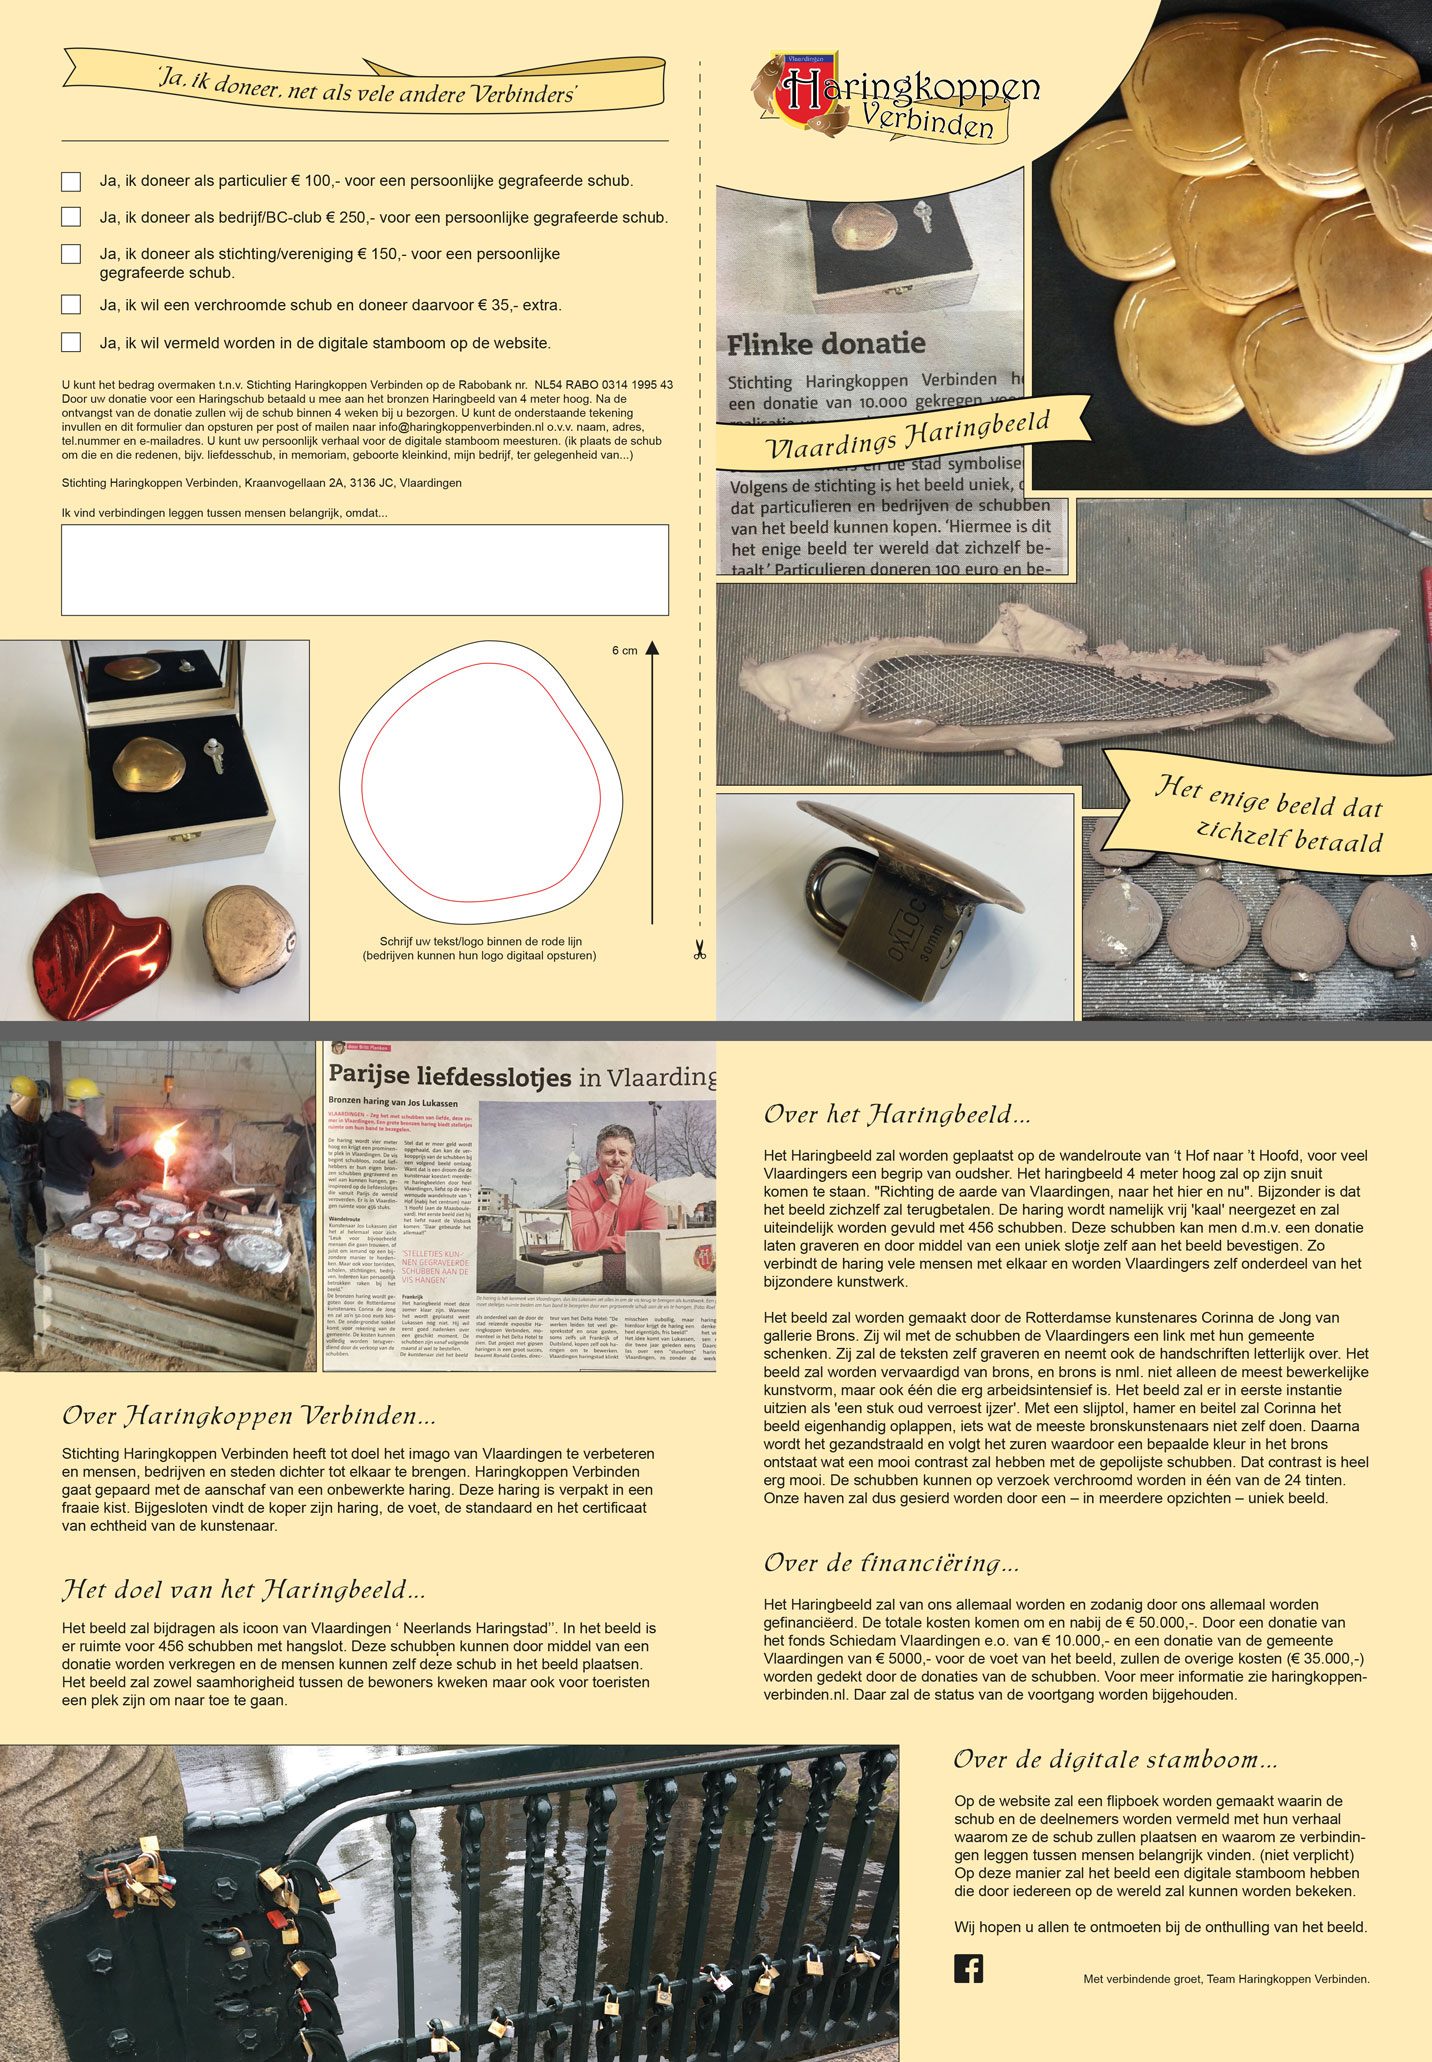 'Ja, ik doneer, net als vele andere Verbinders'
Ja, ik doneer als particulier € 100,- voor een persoonlijke gegrafeerde schub.
Ja, ik doneer als bedrijf/BC-club € 250,- voor een persoonlijke gegrafeerde schub.
Ja, ik doneer als stichting/vereniging € 150,- voor een persoonlijke
gegrafeerde schub.
Ja, ik wil een verchroomde schub en doneer daarvoor € 35,- extra.
Ja, ik wil vermeld worden in de digitale stamboom op de website.
U kunt het bedrag overmaken t.n.v. Stichting Haringkoppen Verbinden op de Rabobank nr. NL54 RABO 0314 1995 43
Door uw donatie voor een Haringschub betaald u mee aan het bronzen Haringbeeld van 4 meter hoog. Na de
ontvangst van de donatie zullen wij de schub binnen 4 weken bij u bezorgen. U kunt de onderstaande tekening
invullen en dit formulier dan opsturen per post of mailen naar info@haringkoppenverbinden.nl o.v.v. naam, adres,
tel.nummer en e-mailadres. U kunt uw persoonlijk verhaal voor de digitale stamboom meesturen. (ik plaats de schub
om die en die redenen, bijv. liefdesschub, in memoriam, geboorte kleinkind, mijn bedrijf, ter gelegenheid van...)
Stichting Haringkoppen Verbinden, Kraanvogellaan 2A, 3136 JC, Vlaardingen
Ik vind verbindingen leggen tussen mensen belangrijk, omdat...
6 cm
Schrijf uw tekst/logo binnen de rode lijn
(bedrijven kunnen hun logo digitaal opsturen)
Vlaardingen
Haringkoppen
Verbinden
Flinke donatie
Stichting Haringkoppen Verbinden
een donatie van 10.000 gekregen
Vlaardings Haringbeeld
en de stad
Volgens de stichting is het beeld uniek,
dat particulieren en bedrijven de schubben
van het beeld kunnen kopen. 'Hiermee is dit
het enige beeld ter wereld dat zichzelf be-
taalt.' Particulieren doneren 100 euro en be-
Het enige beeld dat
zichzelf betaald
OXLOC
30mm
Parijse liefdesslotjes in Vlaarding
Bronzen haring van Jos Lukassen
VLAARDINGEN – Zeg het met schubben van liefde, deze zo-
mer in Vlaardingen. Een grote bronzen haring biedt stelletjes
ruimte om hun band te bezegelen.
Wandelroute
'STELLETJES KUN-
NEN GEGRAVEERDE
SCHUBBEN AAN DE
VIS HANGEN'
Frankrijk
Over Haringkoppen Verbinden...
Stichting Haringkoppen Verbinden heeft tot doel het imago van Vlaardingen te verbeteren
en mensen, bedrijven en steden dichter tot elkaar te brengen. Haringkoppen Verbinden
gaat gepaard met de aanschaf van een onbewerkte haring. Deze haring is verpakt in een
fraaie kist. Bijgesloten vindt de koper zijn haring, de voet, de standaard en het certificaat
van echtheid van de kunstenaar.
Het doel van het Haringbeeld...
Het beeld zal bijdragen als icoon van Vlaardingen ‘ Neerlands Haringstad’’. In het beeld is
er ruimte voor 456 schubben met hangslot. Deze schubben kunnen door middel van een
donatie worden verkregen en de mensen kunnen zelf deze schub in het beeld plaatsen.
Het beeld zal zowel saamhorigheid tussen de bewoners kweken maar ook voor toeristen
een plek zijn om naar toe te gaan.
Over het Haringbeeld...
Het Haringbeeld zal worden geplaatst op de wandelroute van ‘t Hof naar ’t Hoofd, voor veel
Vlaardingers een begrip van oudsher. Het haringbeeld 4 meter hoog zal op zijn snuit
komen te staan. "Richting de aarde van Vlaardingen, naar het hier en nu". Bijzonder is dat
het beeld zichzelf zal terugbetalen. De haring wordt namelijk vrij 'kaal' neergezet en zal
uiteindelijk worden gevuld met 456 schubben. Deze schubben kan men d.m.v. een donatie
laten graveren en door middel van een uniek slotje zelf aan het beeld bevestigen. Zo
verbindt de haring vele mensen met elkaar en worden Vlaardingers zelf onderdeel van het
bijzondere kunstwerk.
Het beeld zal worden gemaakt door de Rotterdamse kunstenares Corinna de Jong van
gallerie Brons. Zij wil met de schubben de Vlaardingers een link met hun gemeente
schenken. Zij zal de teksten zelf graveren en neemt ook de handschriften letterlijk over. Het
beeld zal worden vervaardigd van brons, en brons is nml. niet alleen de meest bewerkelijke
kunstvorm, maar ook één die erg arbeidsintensief is. Het beeld zal er in eerste instantie
uitzien als 'een stuk oud verroest ijzer'. Met een slijptol, hamer en beitel zal Corinna het
beeld eigenhandig oplappen, iets wat de meeste bronskunstenaars niet zelf doen. Daarna
wordt het gezandstraald en volgt het zuren waardoor een bepaalde kleur in het brons
ontstaat wat een mooi contrast zal hebben met de gepolijste schubben. Dat contrast is heel
erg mooi. De schubben kunnen op verzoek verchroomd worden in één van de 24 tinten.
Onze haven zal dus gesierd worden door een – in meerdere opzichten – uniek beeld.
Over de financiëring...
Het Haringbeeld zal van ons allemaal worden en zodanig door ons allemaal worden
gefinanciëerd. De totale kosten komen om en nabij de € 50.000,-. Door een donatie van
het fonds Schiedam Vlaardingen e.o. van € 10.000,- en een donatie van de gemeente
Vlaardingen van € 5000,- voor de voet van het beeld, zullen de overige kosten (€ 35.000,-)
worden gedekt door de donaties van de schubben. Voor meer informatie zie haringkoppen-
verbinden.nl. Daar zal de status van de voortgang worden bijgehouden.
Over de digitale stamboom...
Op de website zal een flipboek worden gemaakt waarin de
schub en de deelnemers worden vermeld met hun verhaal
waarom ze de schub zullen plaatsen en waarom ze verbindin-
gen leggen tussen mensen belangrijk vinden. (niet verplicht)
Op deze manier zal het beeld een digitale stamboom hebben
die door iedereen op de wereld zal kunnen worden bekeken.
Wij hopen u allen te ontmoeten bij de onthulling van het beeld.
Met verbindende groet, Team Haringkoppen Verbinden.